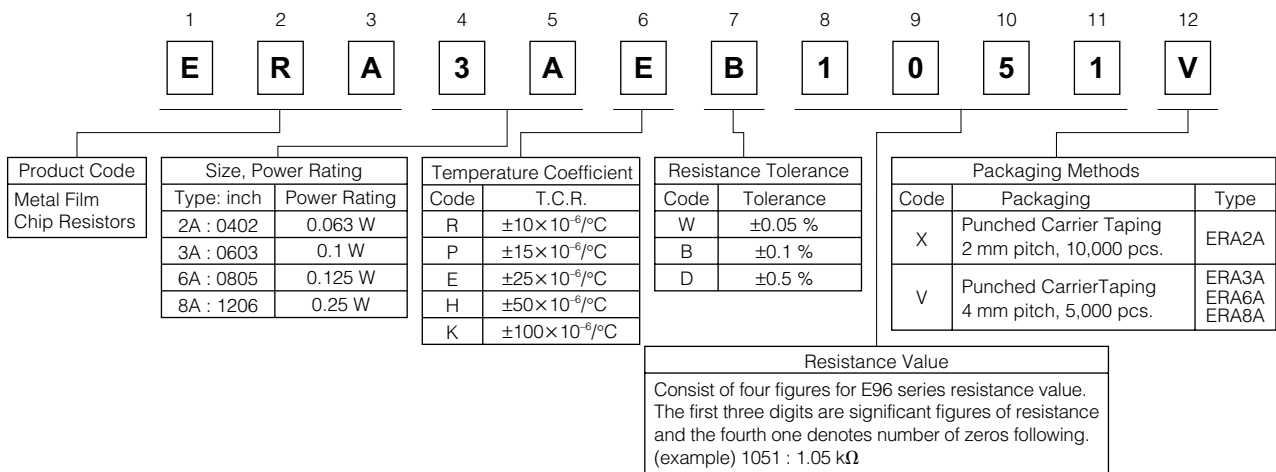 1 2 3 4 5 6 7 8 9 10 11 12
E R A 3 A E B 1 0 5 1 V
Product Code
Metal Film
Chip Resistors
Size, Power Rating
Type: inch Power Rating
2A : 0402 0.063 W
3A : 0603 0.1 W
6A : 0805 0.125 W
8A : 1206 0.25 W
Temperature Coefficient
Code T.C.R.
R ±10×10⁻⁶/°C
P ±15×10⁻⁶/°C
E ±25×10⁻⁶/°C
H ±50×10⁻⁶/°C
K ±100×10⁻⁶/°C
Resistance Tolerance
Code Tolerance
W ±0.05 %
B ±0.1 %
D ±0.5 %
Packaging Methods
Code Packaging Type
X Punched Carrier Taping
2 mm pitch, 10,000 pcs. ERA2A
V Punched CarrierTaping
4 mm pitch, 5,000 pcs. ERA3A
ERA6A
ERA8A
Resistance Value
Consist of four figures for E96 series resistance value.
The first three digits are significant figures of resistance
and the fourth one denotes number of zeros following.
(example) 1051 : 1.05 kΩ